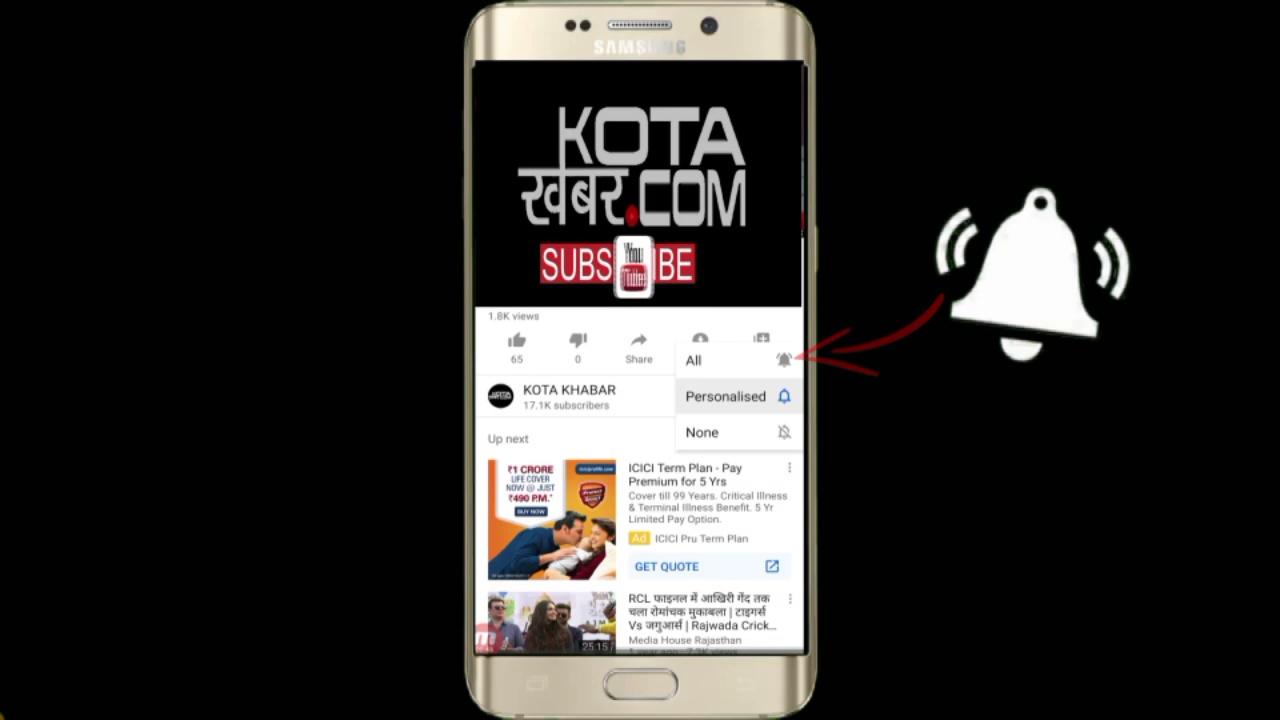 SAMSUNG
KOTA
खबर.COM
SUBS
BE
1.8K views
65
0
Share
All
Personalised
None
KOTA KHABAR
17.1K subscribers
Up next
₹1 CRORE
LIFE COVER
NOW @ JUST
₹490 P.M.*
BUY NOW
ICICI Term Plan - Pay
Premium for 5 Yrs
Cover till 99 Years. Critical Illness
& Terminal Illness Benefit. 5 Yr
Limited Pay Option.
Ad ICICI Pru Term Plan
GET QUOTE
RCL फाइनल में आखिरी गेंद तक
चला रोमांचक मुकाबला | टाइगर्स
Vs जगुआर्स | Rajwada Crick...
Media House Rajasthan
25:15